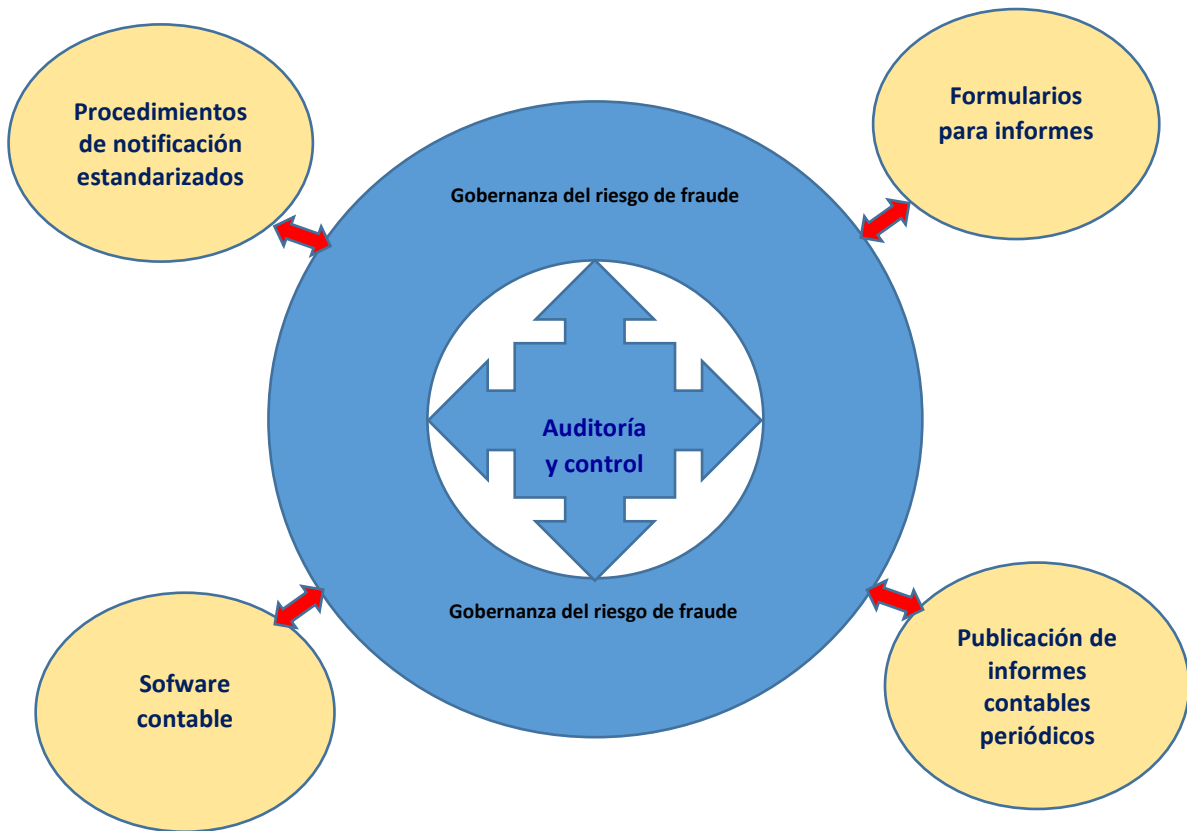 Procedimientos
de notificación
estandarizados
Formularios
para informes
Gobernanza del riesgo de fraude
Auditoría
y control
Gobernanza del riesgo de fraude
Sofware
contable
Publicación de
informes
contables
periódicos